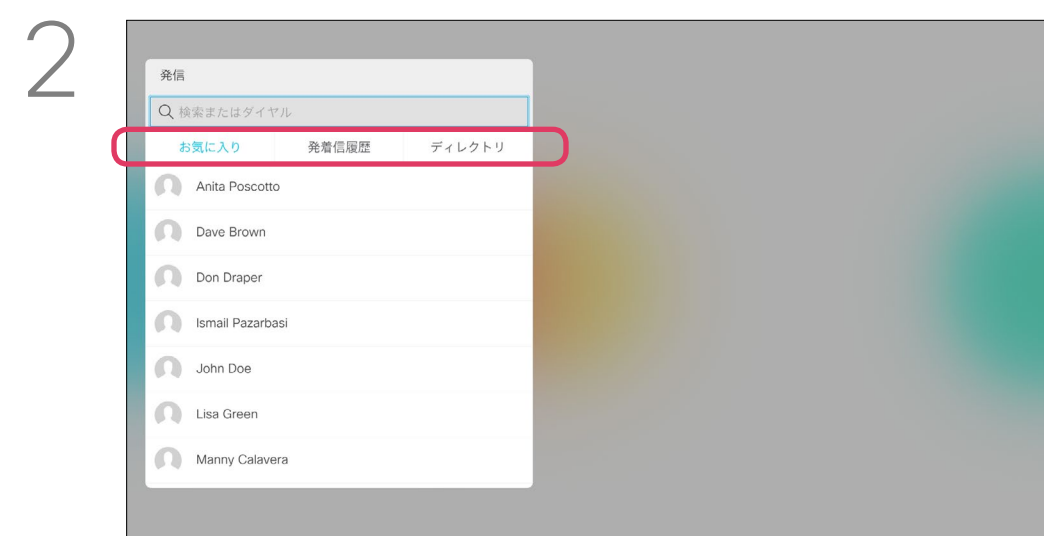 2
発信
検索またはダイヤル
お気に入り 発着信履歴 ディレクトリ
Anita Poscotto
Dave Brown
Don Draper
Ismail Pazarbasi
John Doe
Lisa Green
Manny Calavera